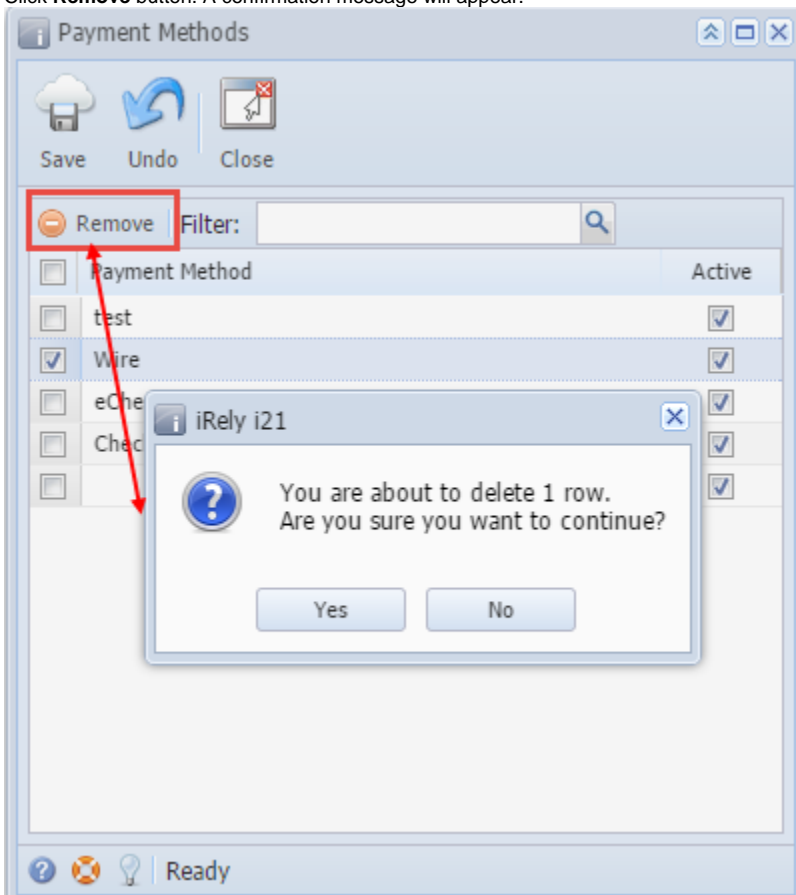 Click Remove button. A confirmation message will appear.
Payment Methods
Save Undo Close
Remove Filter:
Payment Method Active
test
Wire
eChe
Chec
iRely i21
You are about to delete 1 row.
Are you sure you want to continue?
Yes No
Ready